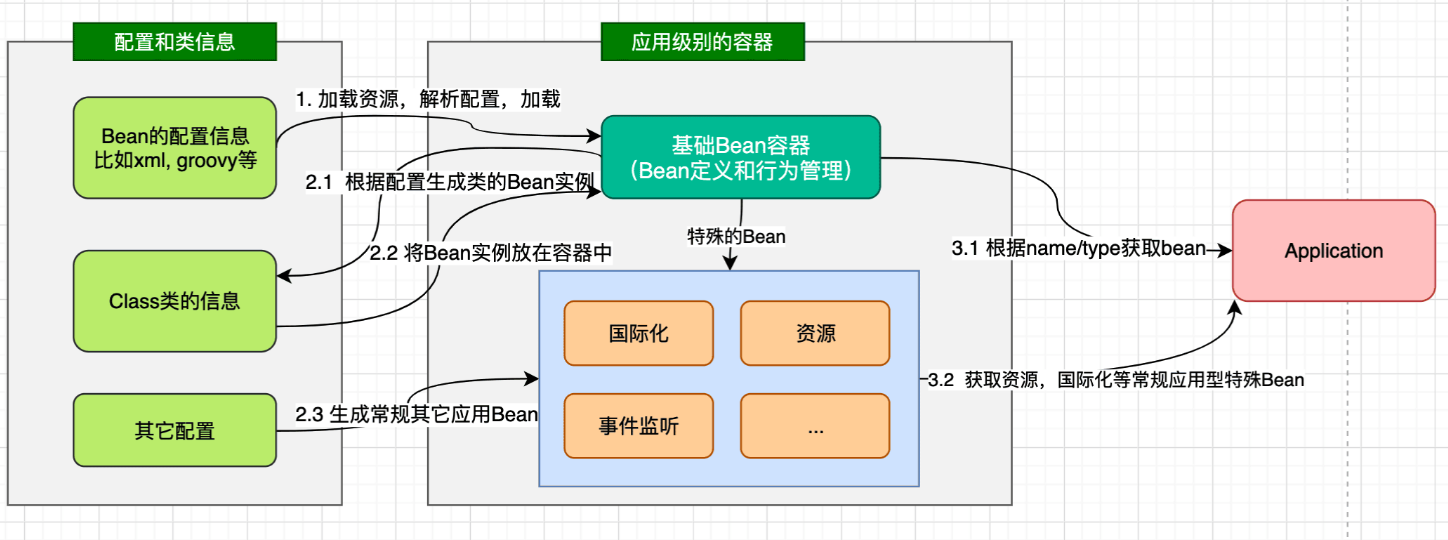 配置和类信息
应用级别的容器
1. 加载资源，解析配置，加载
Bean的配置信息
比如xml, groovy等
基础Bean容器
（Bean定义和行为管理）
2.1 根据配置生成类的Bean实例
特殊的Bean
2.2 将Bean实例放在容器中
3.1 根据name/type获取bean
Application
Class类的信息
国际化
资源
3.2 获取资源，国际化等常规应用型特殊Bean
2.3 生成常规其它应用Bean
其它配置
事件监听
...